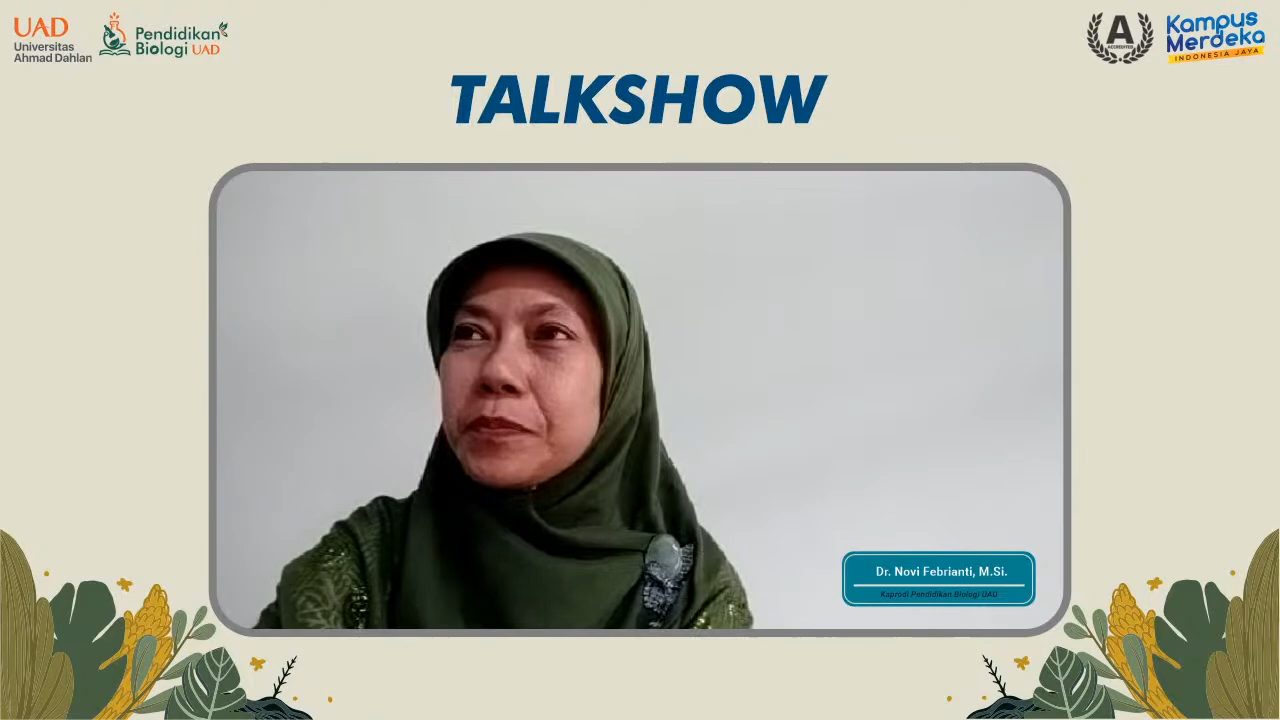 UAD
Universitas
Ahmad Dahlan
Pendidikan
Biologi UAD
A
ACCREDITED
Kampus
Merdeka
INDONESIA JAYA
TALKSHOW
Dr. Novi Febrianti, M.Si.
Kaprodi Pendidikan Biologi UAD